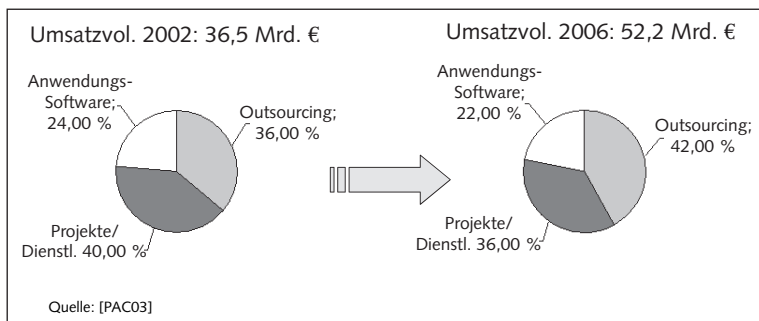 Umsatzvol. 2002: 36,5 Mrd. €
Anwendungs-
Software;
24,00 %
Outsourcing;
36,00 %
Projekte/
Dienstl. 40,00 %
Umsatzvol. 2006: 52,2 Mrd. €
Anwendungs-
Software;
22,00 %
Outsourcing;
42,00 %
Projekte/
Dienstl. 36,00 %
Quelle: [PAC03]